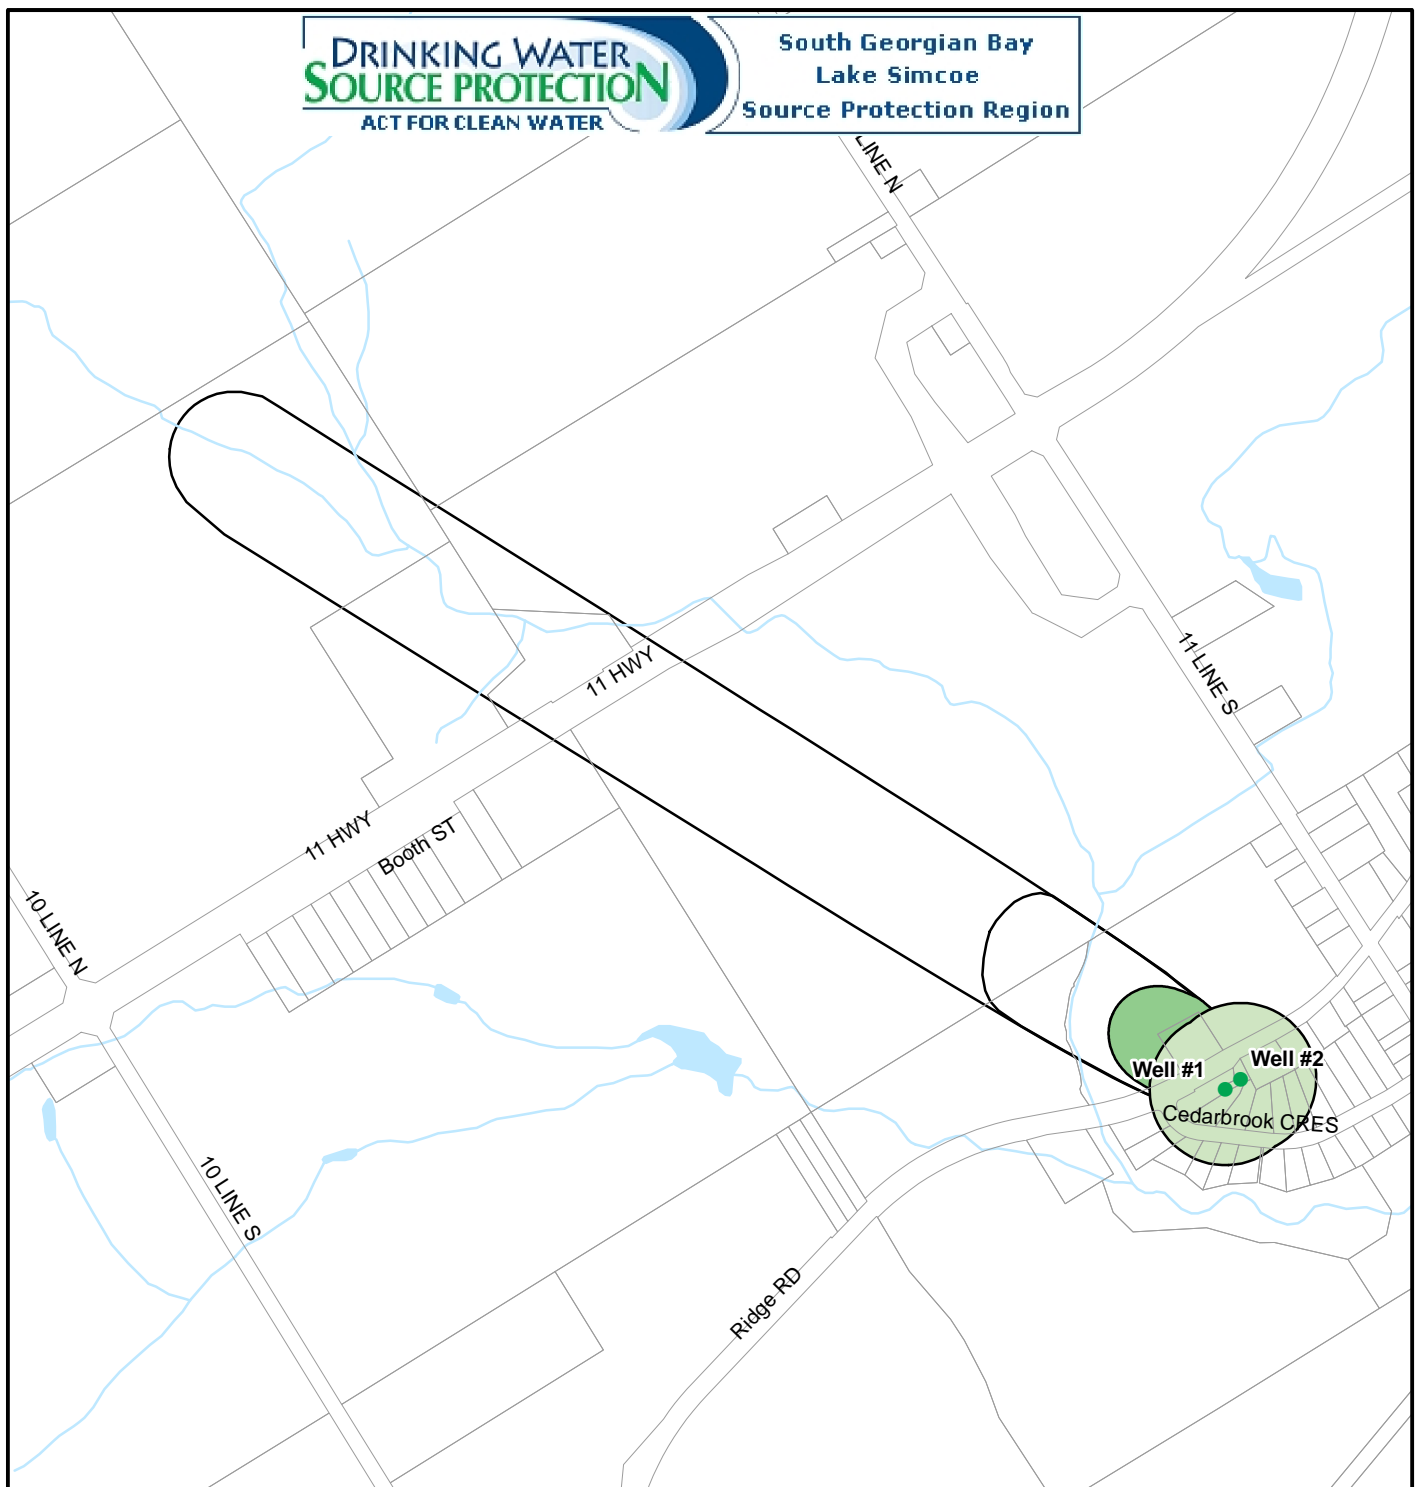 DRINKING WATER
SOURCE PROTECTION
ACT FOR CLEAN WATER
South Georgian Bay
Lake Simcoe
Source Protection Region
LINE N
11 HWY
11 LINE S
11 HWY
Booth ST
10 LINE N
Well #1
Well #2
Cedarbrook CRES
10 LINE S
Ridge RD